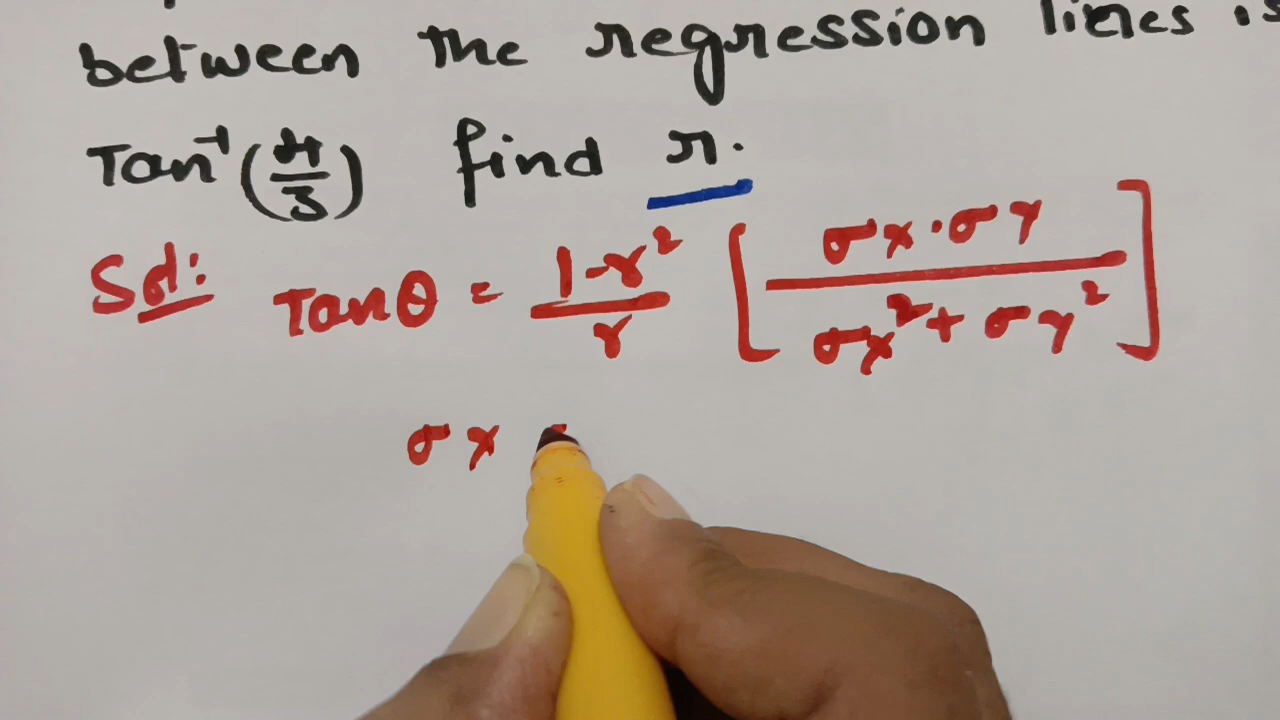 between the regression lines is
Tan⁻¹(4/3) find r.
Sol: Tanθ = 1-r²/r [σx·σy / σx² + σy²]
σx